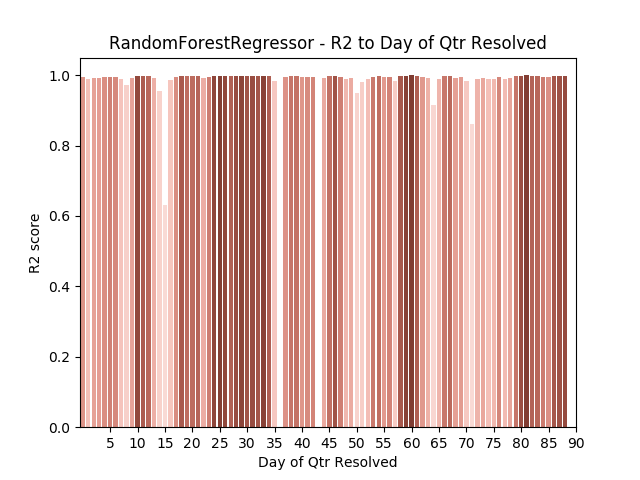 RandomForestRegressor - R2 to Day of Qtr Resolved
1.0
0.8
0.6
0.4
0.2
0.0
R2 score
5 10 15 20 25 30 35 40 45 50 55 60 65 70 75 80 85 90
Day of Qtr Resolved